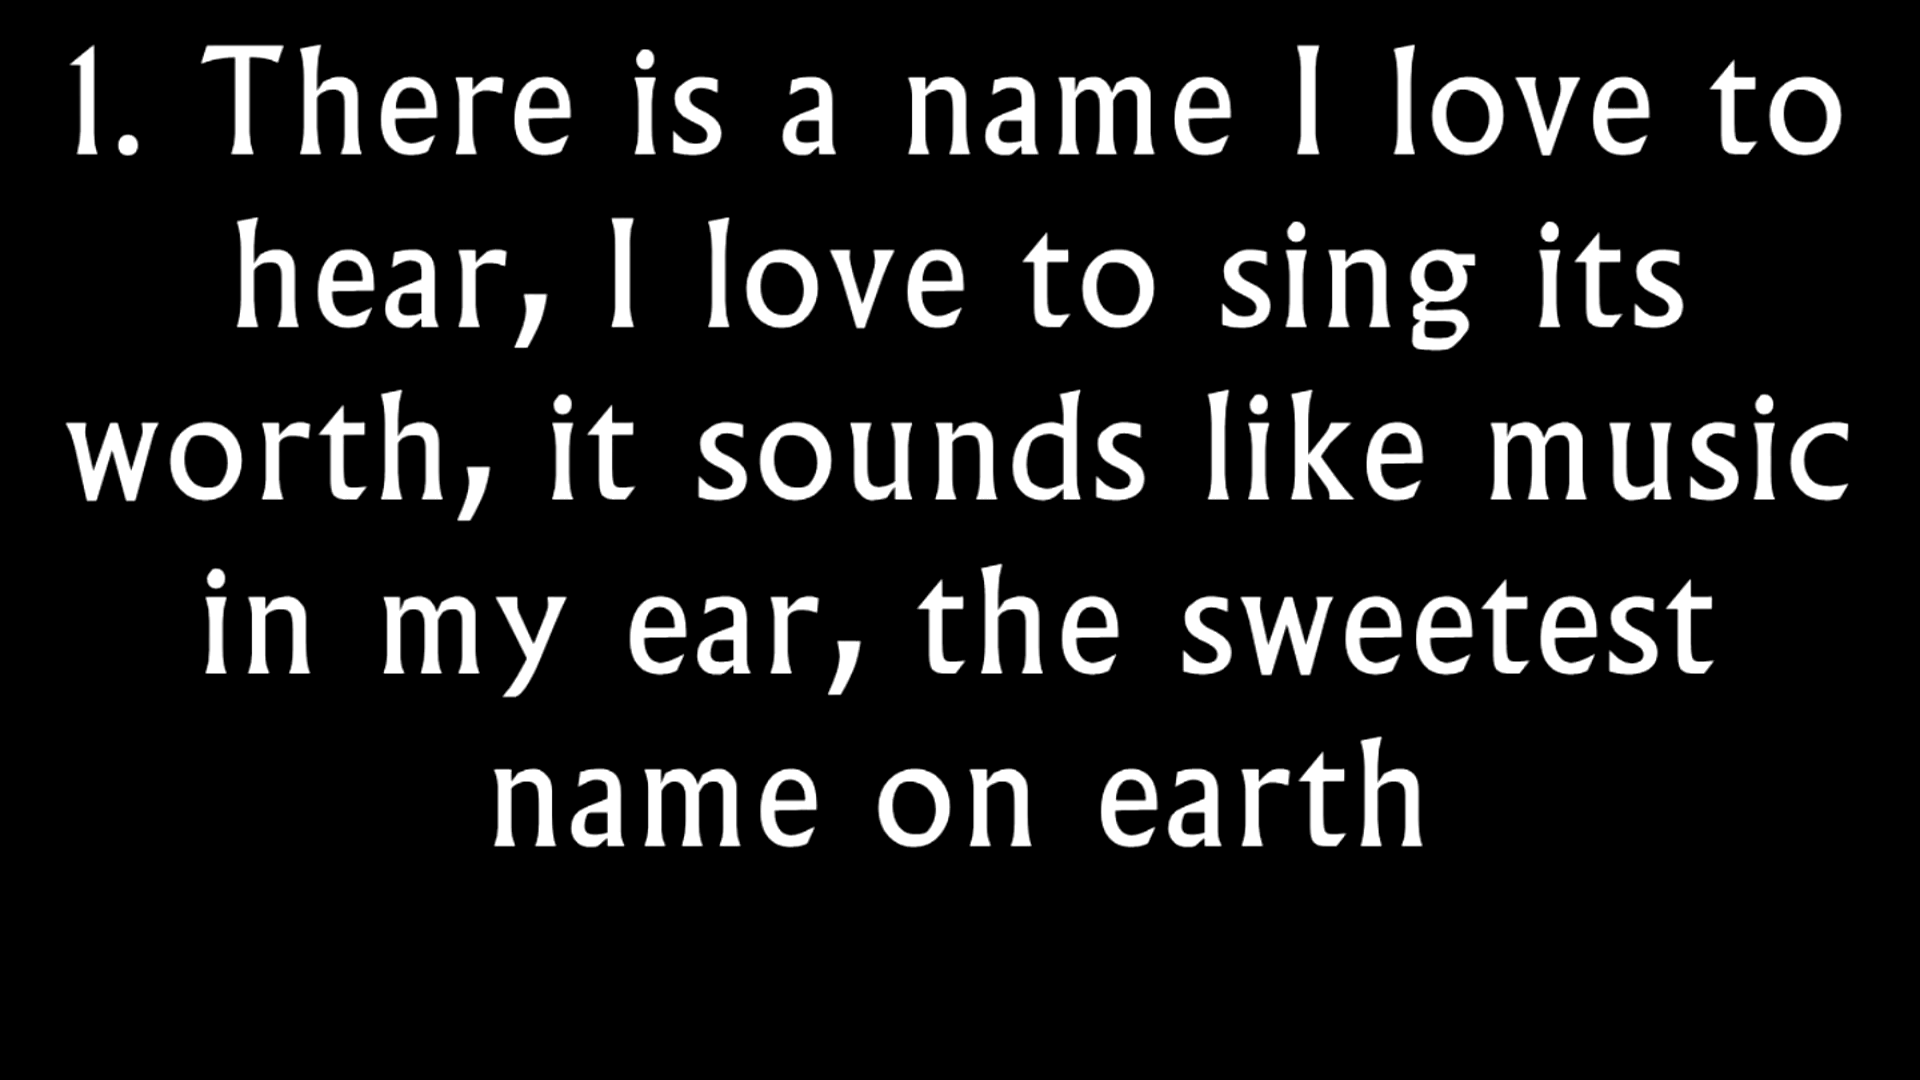 1. There is a name I love to
hear, I love to sing its
worth, it sounds like music
in my ear, the sweetest
name on earth